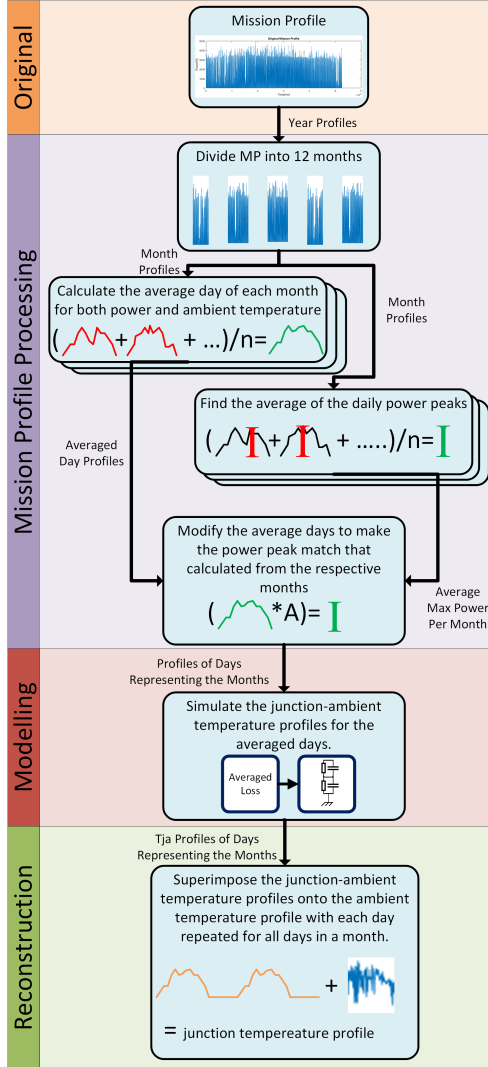 Original
Mission Profile
Original Mission Profile
Year Profiles
Mission Profile Processing
Divide MP into 12 months
Month
Profiles
Calculate the average day of each month
for both power and ambient temperature
( + + ...)/n=
Month
Profiles
Find the average of the daily power peaks
( + + .....)/n= I
Averaged
Day Profiles
Modify the average days to make
the power peak match that
calculated from the respective
months
( *A)= I
Average
Max Power
Per Month
Modelling
Profiles of Days
Representing the Months
Simulate the junction-ambient
temperature profiles for the
averaged days.
Averaged
Loss
Reconstruction
Tja Profiles of Days
Representing the Months
Superimpose the junction-ambient
temperature profiles onto the ambient
temperature profile with each day
repeated for all days in a month.
+
= junction tempereature profile